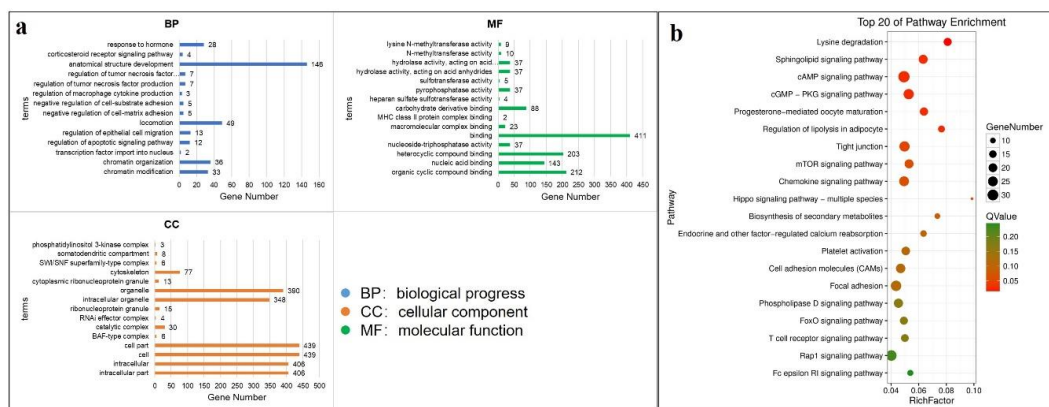 a
BP
terms
response to hormone 28
corticosteroid receptor signaling pathway 4
anatomical structure development 146
regulation of tumor necrosis factor... 7
regulation of tumor necrosis factor production 7
regulation of macrophage cytokine production 3
negative regulation of cell-substrate adhesion 5
negative regulation of cell-matrix adhesion 5
locomotion 49
regulation of epithelial cell migration 13
regulation of apoptotic signaling pathway 12
transcription factor import into nucleus 2
chromatin organization 36
chromatin modification 33
0 20 40 60 80 100 120 140 160
Gene Number
MF
terms
lysine N-methyltransferase activity 9
N-methyltransferase activity 10
hydrolase activity, acting on acid... 37
hydrolase activity, acting on acid anhydrides 37
sulfotransferase activity 5
pyrophosphatase activity 37
heparan sulfate sulfotransferase activity 4
carbohydrate derivative binding 88
MHC class II protein complex binding 2
macromolecular complex binding 23
binding 411
nucleoside-triphosphatase activity 37
heterocyclic compound binding 203
nucleic acid binding 143
organic cyclic compound binding 212
0 50 100 150 200 250 300 350 400 450 500
Gene Number
CC
terms
phosphatidylinositol 3-kinase complex 3
somatodendritic compartment 8
SWI/SNF superfamily-type complex 6
cytoskeleton 77
cytoplasmic ribonucleoprotein granule 13
organelle 390
intracellular organelle 348
ribonucleoprotein granule 15
RNAi effector complex 4
catalytic complex 30
BAF-type complex 6
cell part 439
cell 439
intracellular 406
intracellular part 406
0 50 100 150 200 250 300 350 400 450 500
Gene Number
BP: biological progress
CC: cellular component
MF: molecular function
b
Top 20 of Pathway Enrichment
Pathway
Lysine degradation
Sphingolipid signaling pathway
cAMP signaling pathway
cGMP - PKG signaling pathway
Progesterone-mediated oocyte maturation
Regulation of lipolysis in adipocyte
Tight junction
mTOR signaling pathway
Chemokine signaling pathway
Hippo signaling pathway - multiple species
Biosynthesis of secondary metabolites
Endocrine and other factor-regulated calcium reabsorption
Platelet activation
Cell adhesion molecules (CAMs)
Focal adhesion
Phospholipase D signaling pathway
FoxO signaling pathway
T cell receptor signaling pathway
Rap1 signaling pathway
Fc epsilon RI signaling pathway
0.04 0.06 0.08 0.10
RichFactor
GeneNumber
10
15
20
25
30
QValue
0.20
0.15
0.10
0.05